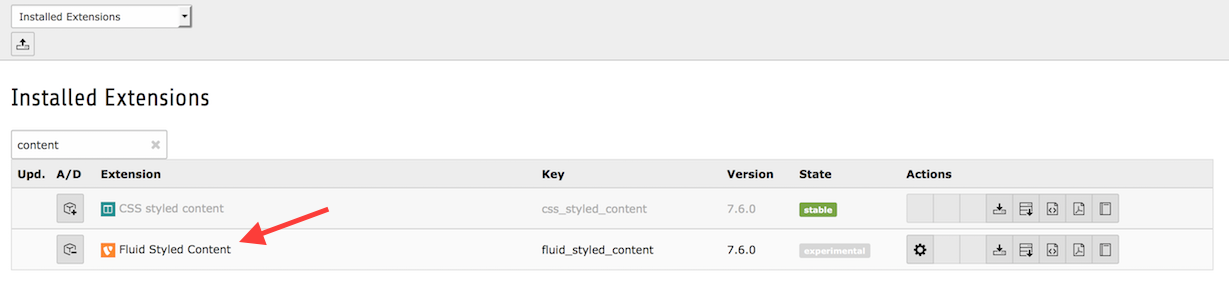 Installed Extensions
Installed Extensions
content
Upd. A/D Extension Key Version State Actions
CSS styled content css_styled_content 7.6.0 stable
Fluid Styled Content fluid_styled_content 7.6.0 experimental